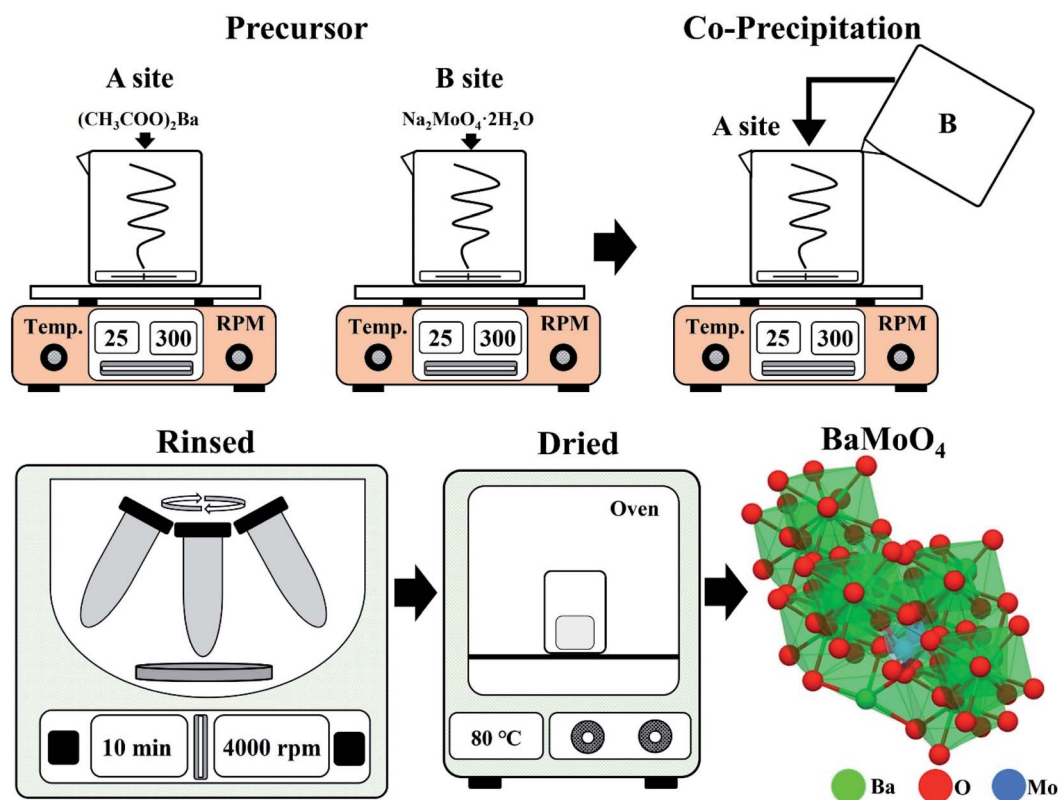 Precursor
Co-Precipitation
A site
B site
(CH₃COO)₂Ba
Na₂MoO₄·2H₂O
A site
B
Temp.
25
300
RPM
Temp.
25
300
RPM
Temp.
25
300
RPM
Rinsed
Dried
BaMoO₄
Oven
10 min
4000 rpm
80 ℃
Ba
O
Mo